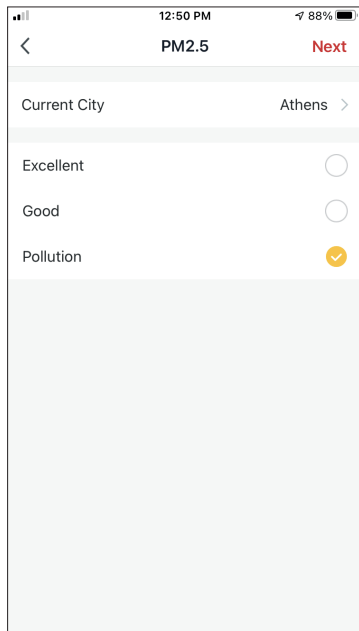 12:50 PM 88%
PM2.5 Next
Current City Athens
Excellent
Good
Pollution